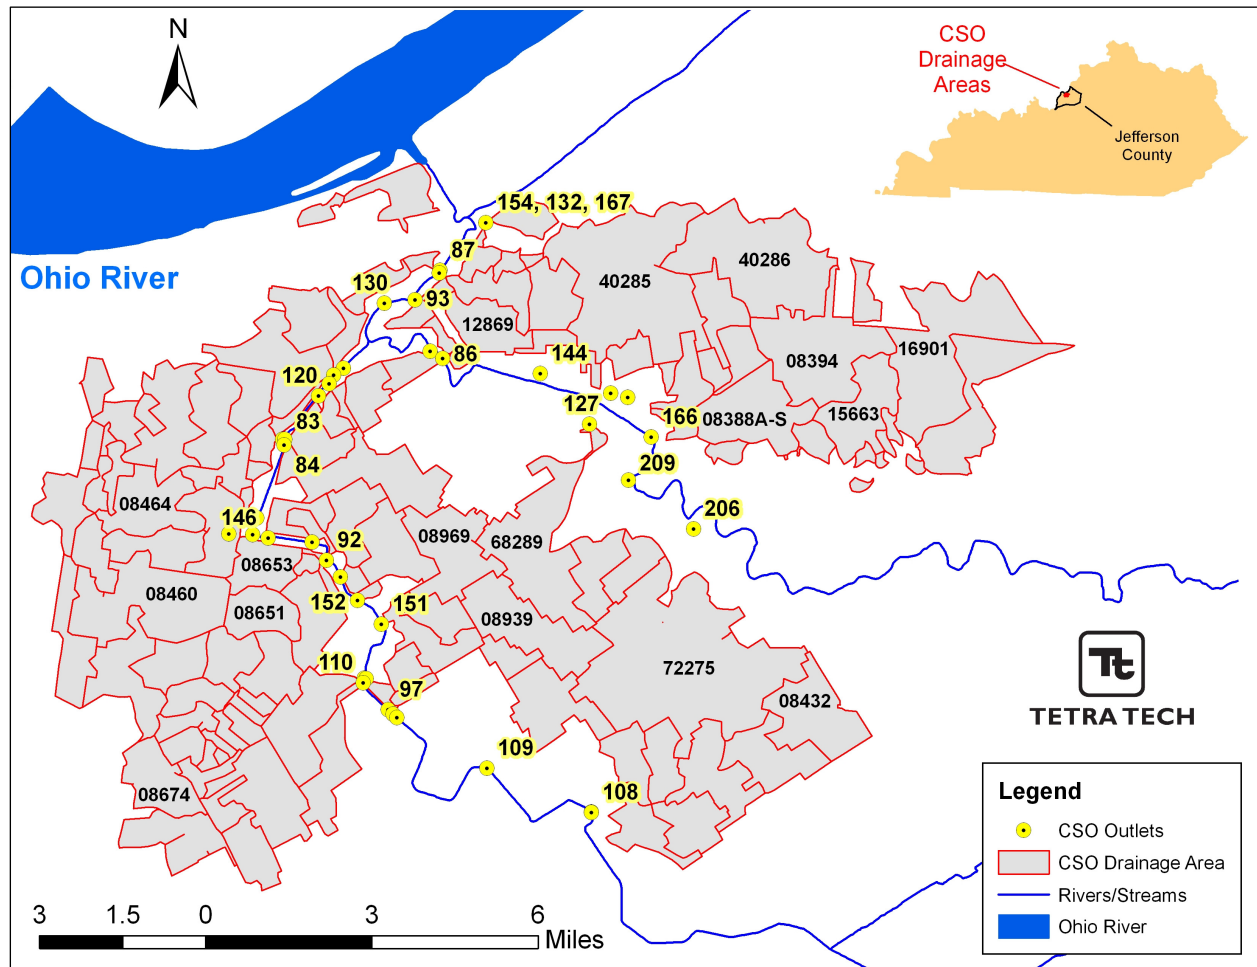 N
CSO
Drainage
Areas
Jefferson
County
154, 132, 167
Ohio River
87
40286
40285
130
93
12869
16901
86
144
08394
120
127
166
08388A-S
15663
83
84
209
08464
146
206
92
08969
68289
08653
08460
152
151
08651
08939
110
72275
97
08432
Tt
TETRA TECH
109
08674
108
Legend
CSO Outlets
CSO Drainage Area
Rivers/Streams
Ohio River
3 1.5 0 3 6
Miles